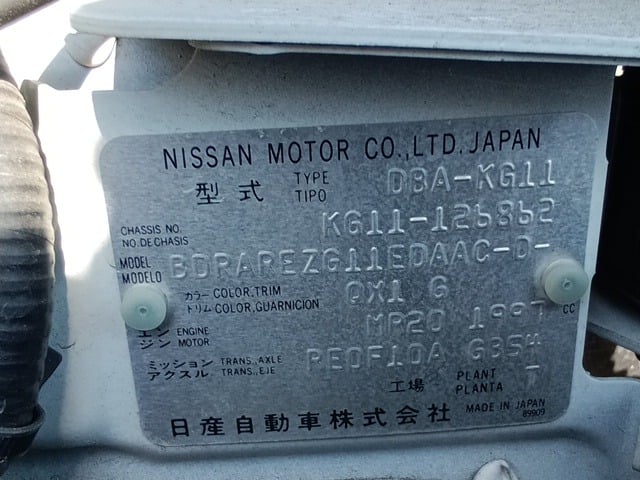 NISSAN MOTOR CO., LTD. JAPAN
型式 TYPE TIPO DBA-KG11
CHASSIS NO. NO. DE CHASIS KG11-126862
MODEL MODELO BDRAREZG11EDAAC-D-
カラー COLOR, TRIM トリム COLOR, GUARNICION QX1 G
エンジン ENGINE MOTOR MR20 1997 CC
ミッション TRANS., AXLE アクスル TRANS., EJE RE0F10A GB54
工場 PLANT PLANTA T
日産自動車株式会社 MADE IN JAPAN
89909